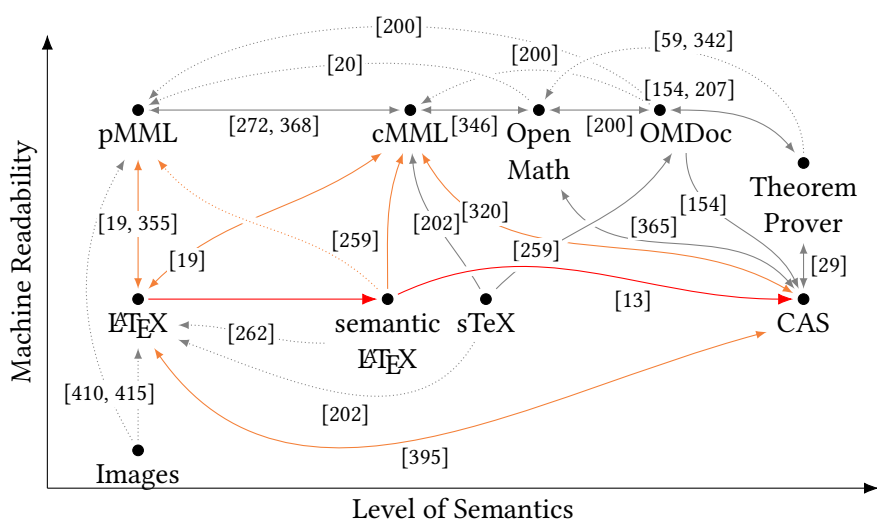 [200]
[59, 342]
[200]
[20]
[154, 207]
pMML
[272, 368]
cMML
[346]
Open
Math
[200]
OMDoc
Theorem
Prover
[19, 355]
[19]
[259]
[202]
[320]
[259]
[365]
[154]
[29]
LATEX
[262]
semantic
LATEX
sTeX
[13]
CAS
[410, 415]
[202]
[395]
Images
Machine Readability
Level of Semantics